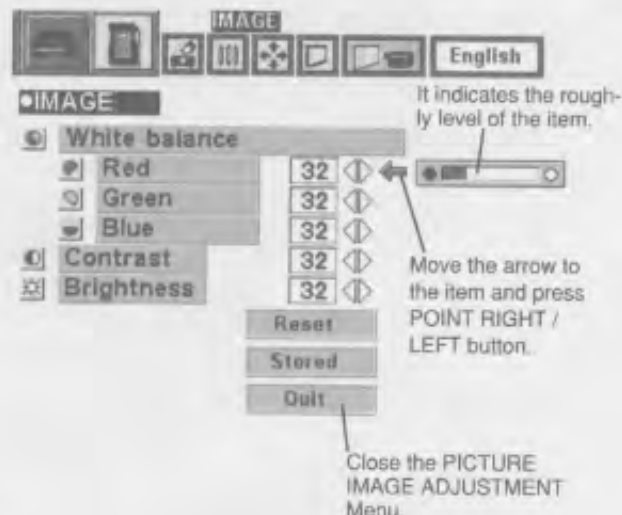 IMAGE
English
•IMAGE
It indicates the rough-
ly level of the item.
White balance
Red 32
Green 32
Blue 32
Contrast 32
Brightness 32
Move the arrow to
the item and press
POINT RIGHT /
LEFT button.
Reset
Stored
Quit
Close the PICTURE
IMAGE ADJUSTMENT
Menu.